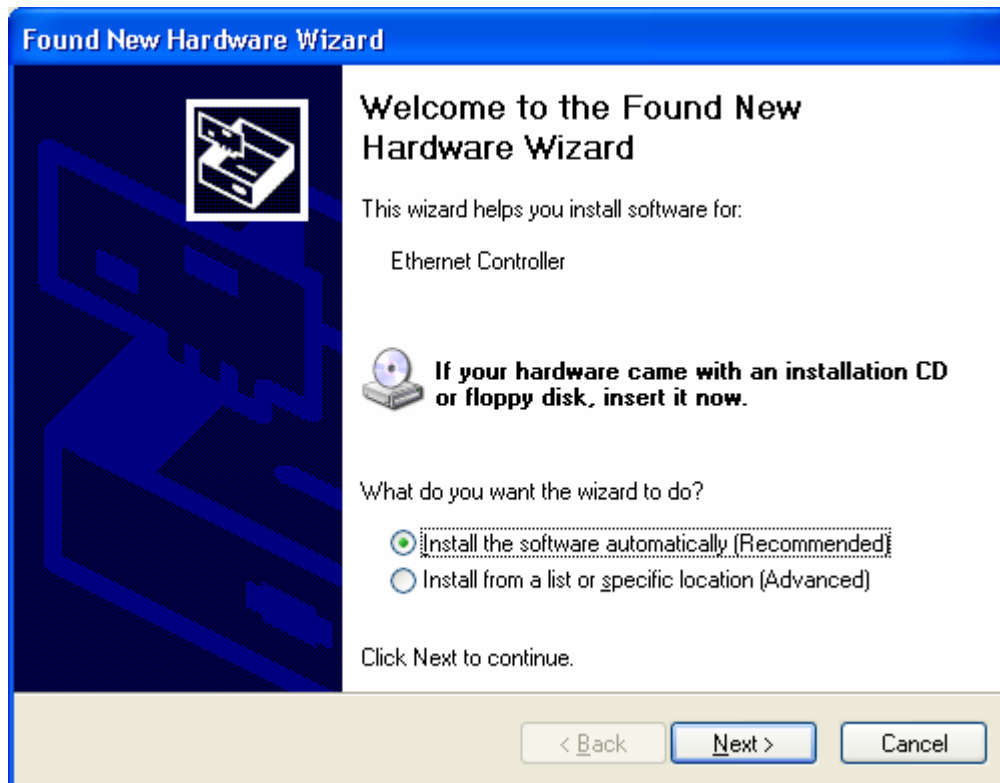 Found New Hardware Wizard
Welcome to the Found New
Hardware Wizard
This wizard helps you install software for:
Ethernet Controller
If your hardware came with an installation CD
or floppy disk, insert it now.
What do you want the wizard to do?
Install the software automatically (Recommended)
Install from a list or specific location (Advanced)
Click Next to continue.
< Back Next > Cancel